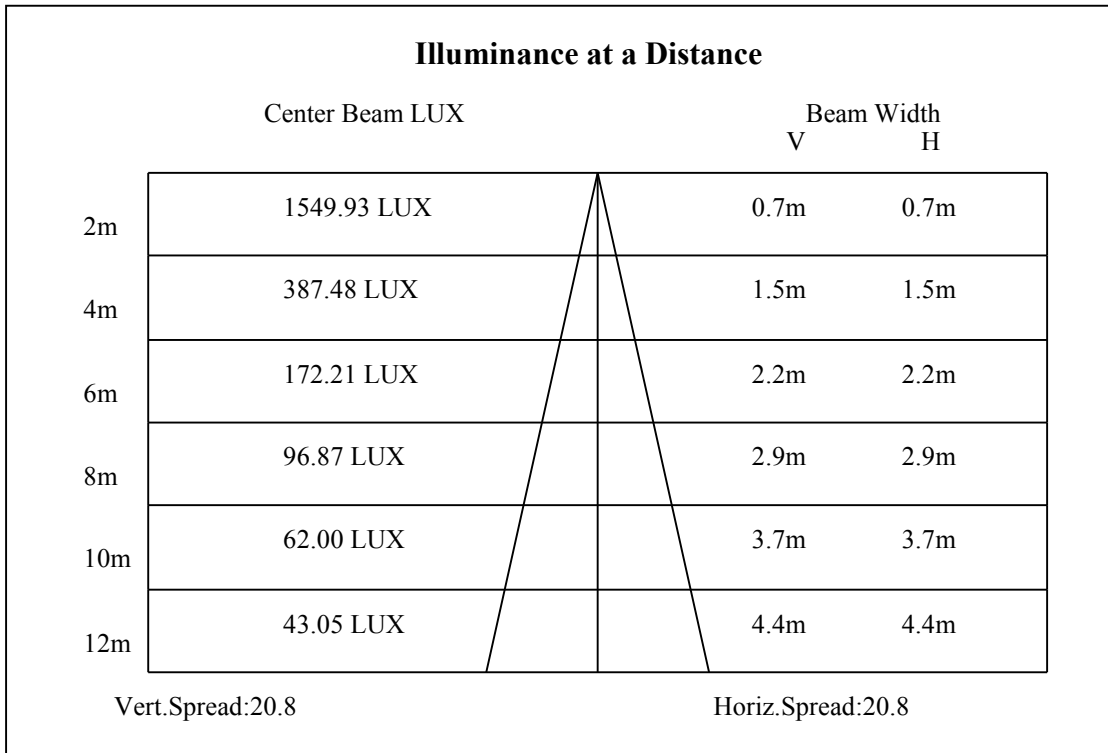 Illuminance at a Distance
Center Beam LUX Beam Width
V H
2m 1549.93 LUX 0.7m 0.7m
4m 387.48 LUX 1.5m 1.5m
6m 172.21 LUX 2.2m 2.2m
8m 96.87 LUX 2.9m 2.9m
10m 62.00 LUX 3.7m 3.7m
12m 43.05 LUX 4.4m 4.4m
Vert.Spread:20.8 Horiz.Spread:20.8